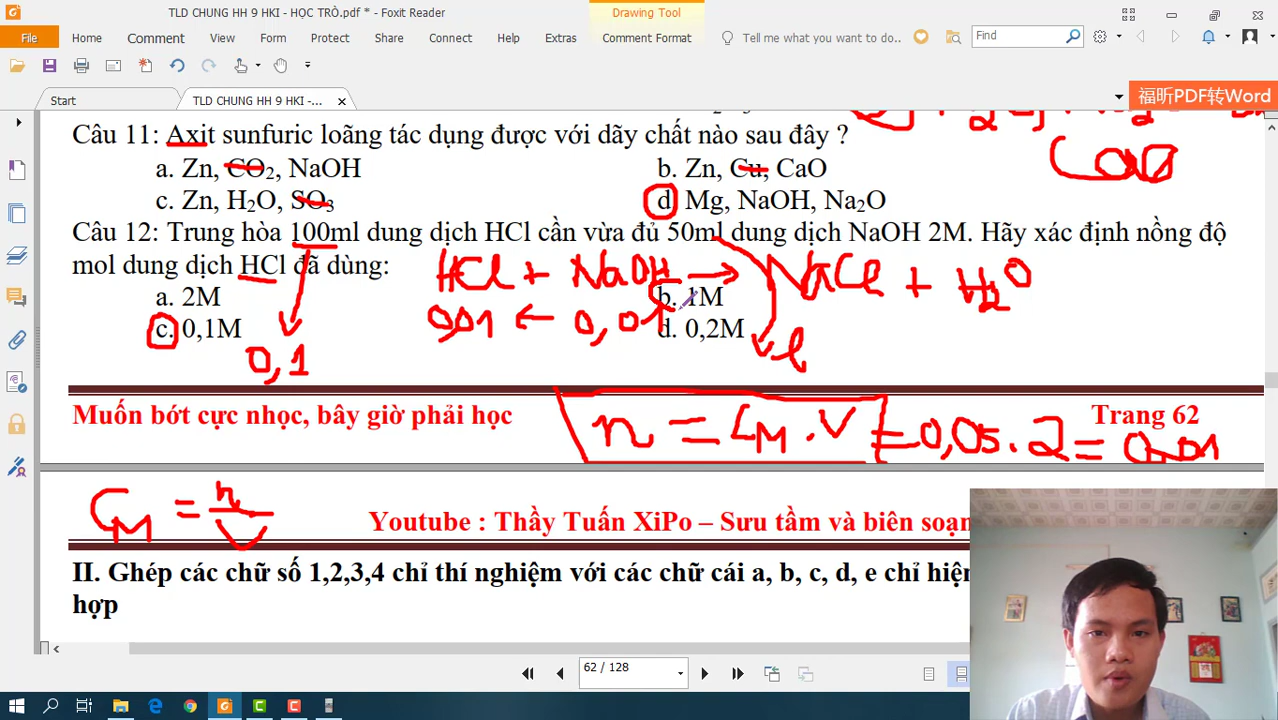 TLD CHUNG HH 9 HKI - HỌC TRÒ.pdf * - Foxit Reader
Drawing Tool
File Home Comment View Form Protect Share Connect Extras Comment Format Tell me what you want to do.. Find
Start TLD CHUNG HH 9 HKI -...
福昕PDF转Word
Câu 11: Axit sunfuric loãng tác dụng được với dãy chất nào sau đây ?
CaO
a. Zn, CO₂, NaOH b. Zn, Cu, CaO
c. Zn, H₂O, SO₃ d. Mg, NaOH, Na₂O
Câu 12: Trung hòa 100ml dung dịch HCl cần vừa đủ 50ml dung dịch NaOH 2M. Hãy xác định nồng độ
mol dung dịch HCl đã dùng:
HCl + NaOH → NaCl + H₂O
a. 2M b. 1M
0,01 ← 0,01
c. 0,1M d. 0,2M
0,1 l
Muốn bớt cực nhọc, bây giờ phải học Trang 62
n = CM . V = 0,05 . 2 = 0,01
CM = n
V
Youtube : Thầy Tuấn XiPo – Sưu tầm và biên soạn
II. Ghép các chữ số 1,2,3,4 chỉ thí nghiệm với các chữ cái a, b, c, d, e chỉ hiện
hợp
62 / 128